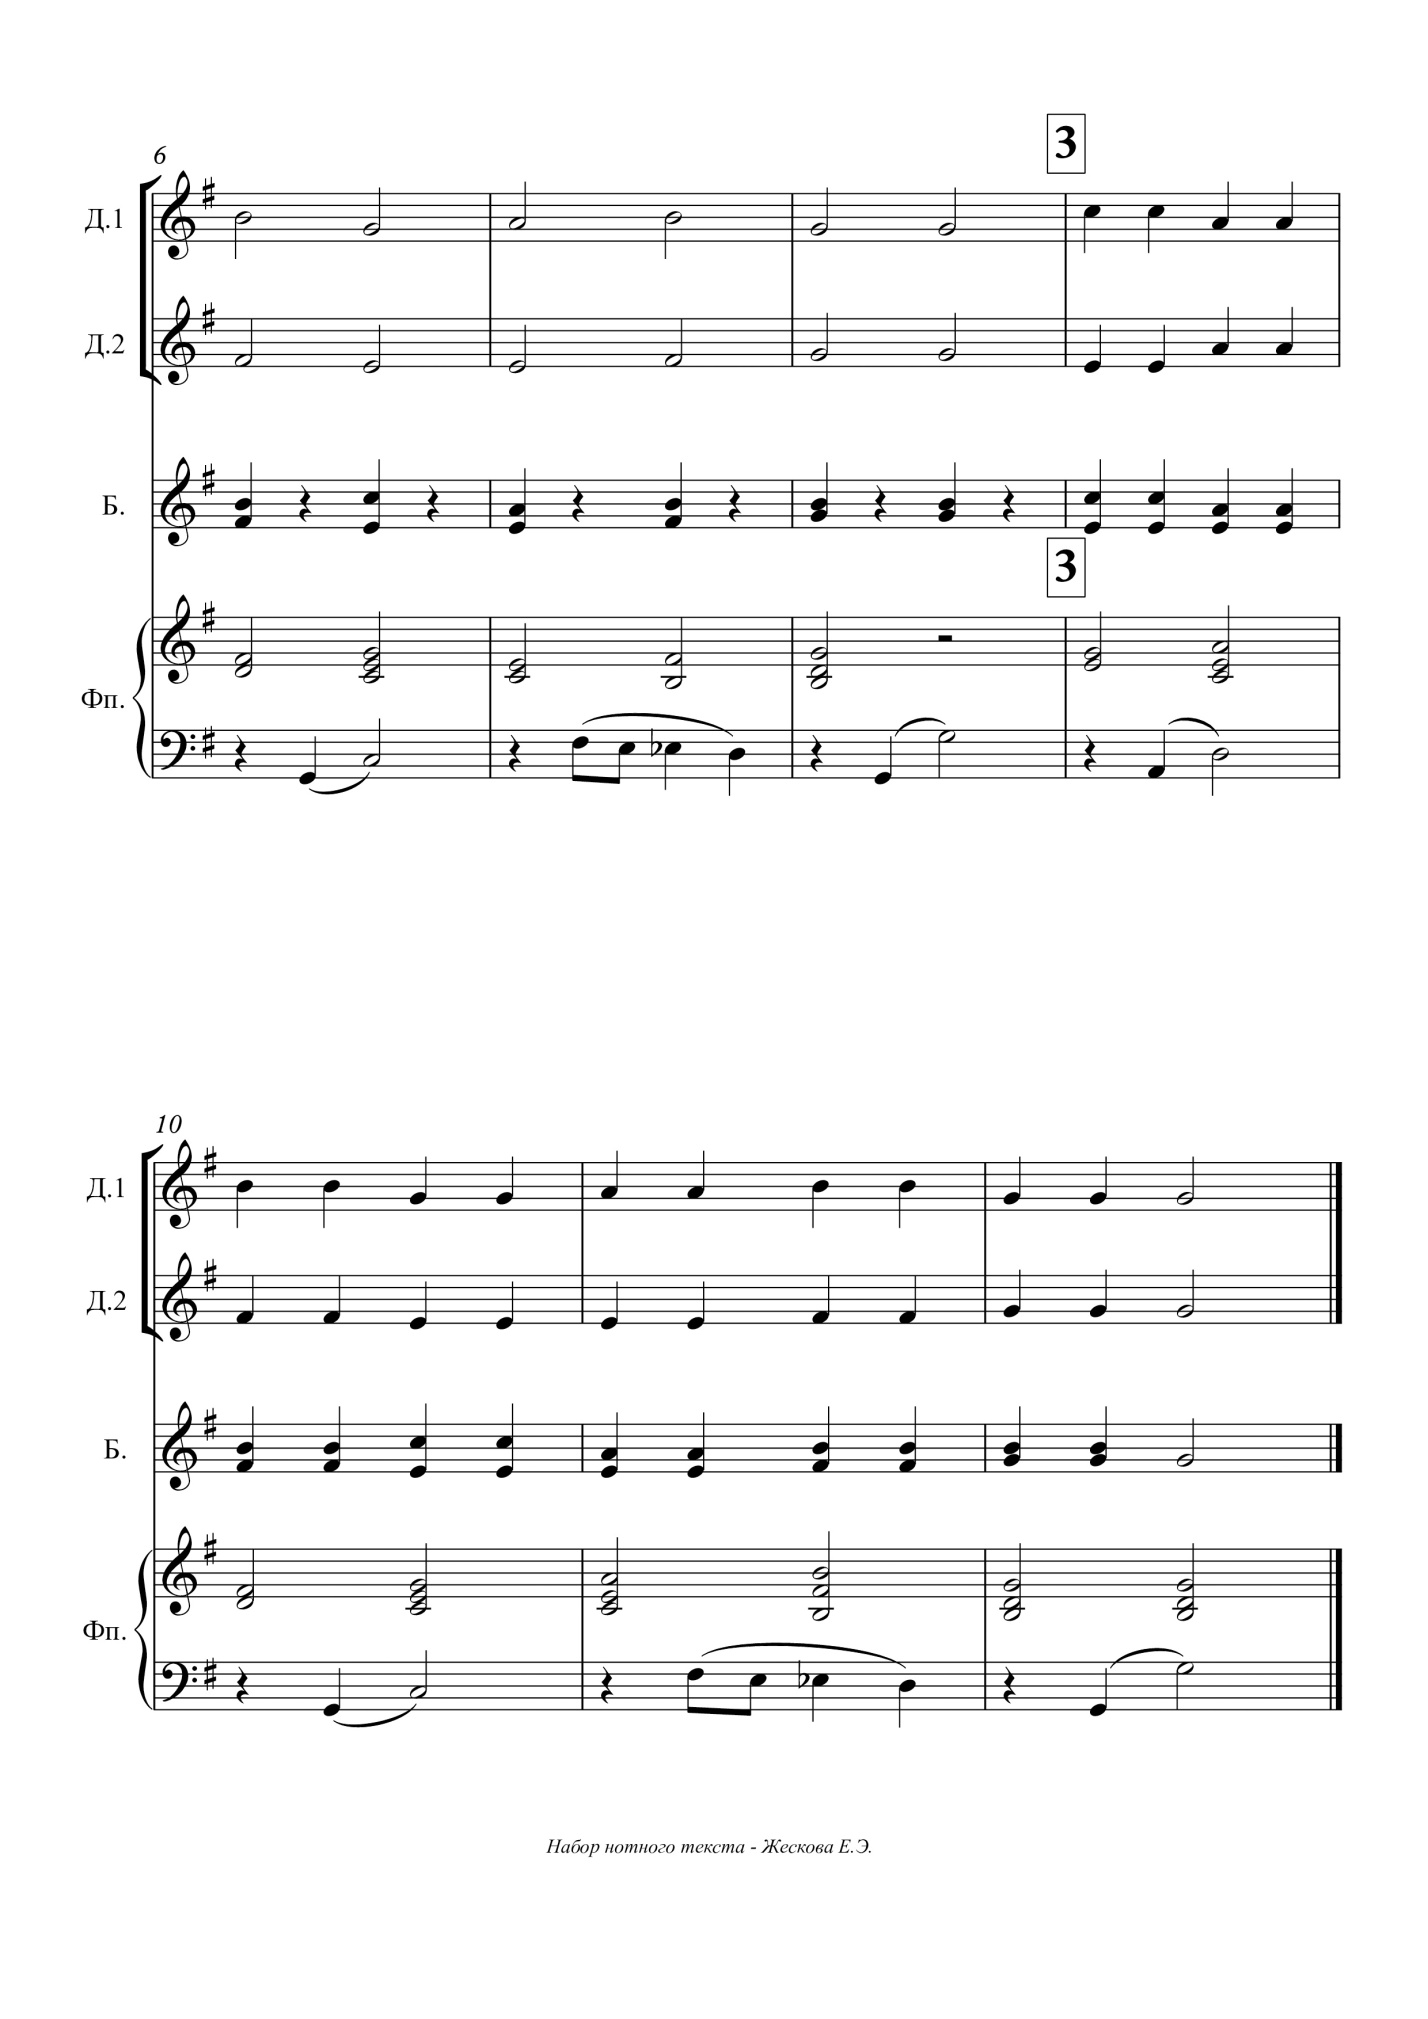 3
6
Д.1
Д.2
Б.
3
Фп.
10
Д.1
Д.2
Б.
Фп.
Набор нотного текста - Жескова Е.Э.